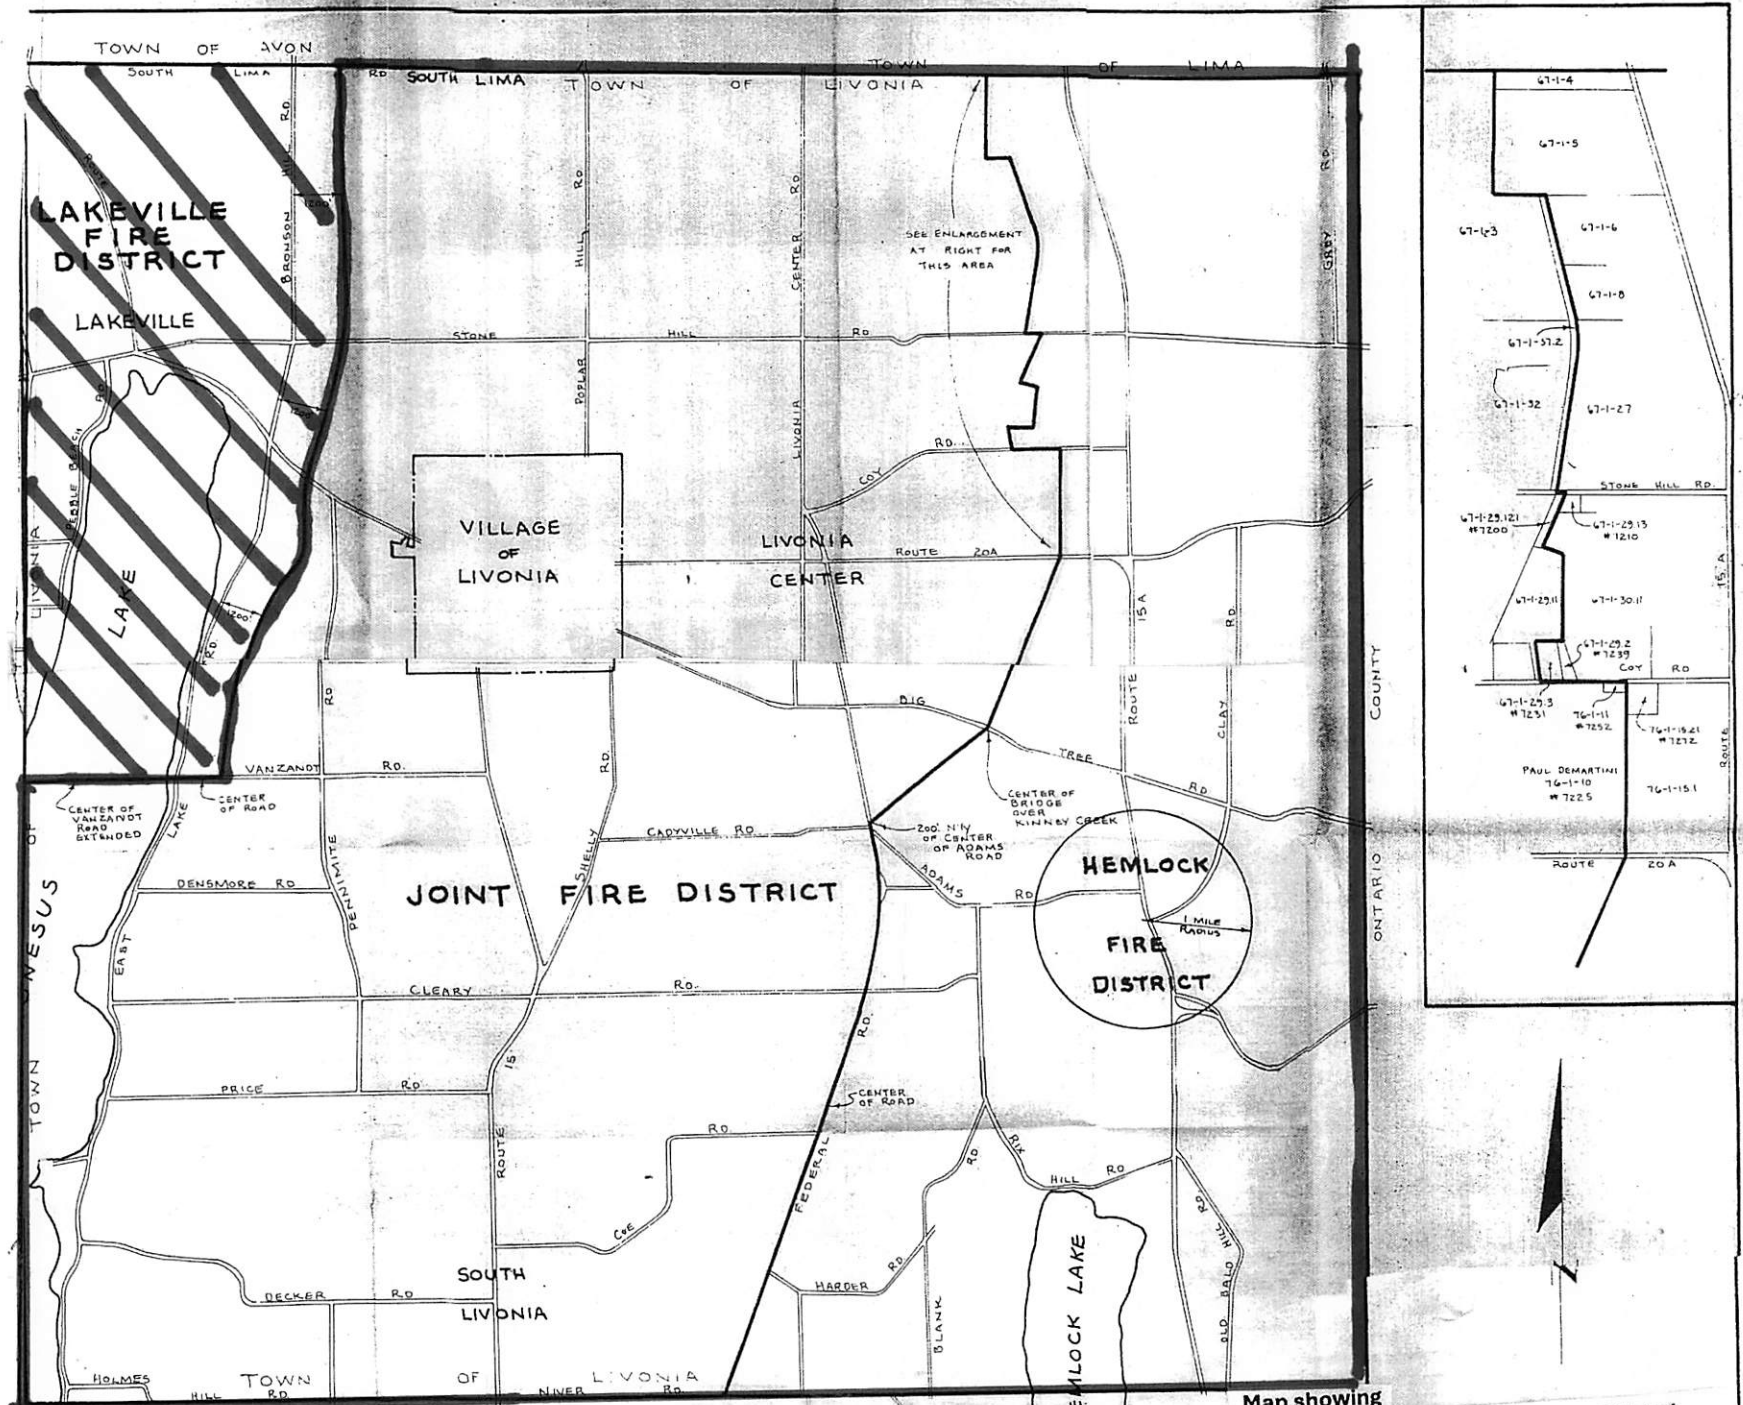 TOWN OF AVON
SOUTH LIMA RD
SOUTH LIMA
TOWN OF LIVONIA
TOWN OF LIMA
ROUTE
BRONSON HILL RD
1200'
LAKEVILLE
FIRE
DISTRICT
LAKEVILLE
POPLAR HILL RD
LIVONIA CENTER RD
GREY RD
SEE ENLARGEMENT
AT RIGHT FOR
THIS AREA
STONE HILL RD
1200'
PEBBLE BEACH RD
LIVONIA
LAKE
1200'
RD.
VILLAGE
OF
LIVONIA
COY RD.
LIVONIA
CENTER
ROUTE 20A
15A
ROUTE
CLAY RD.
ONTARIO COUNTY
BIG TREE RD
VANZANDT RD.
CENTER OF
VANZANDT
ROAD
EXTENDED
CENTER
OF ROAD
EAST LAKE
PENIMITE RD
SHELLY RD
CADYVILLE RD
CENTER OF
BRIDGE
OVER
KINNEY CREEK
200' N'LY
OF CENTER
OF ADAMS
ROAD
ADAMS RD
DENSMORE RD
JOINT FIRE DISTRICT
HEMLOCK
FIRE
DISTRICT
1 MILE
RADIUS
CLEARY RD.
TOWN OF
PRICE RD
ROUTE 15
FEDERAL RD.
CENTER
OF ROAD
RD
COE
RIX HILL RD
RD.
BLANK
HARDER RD
OLD BALD HILL RD
SOUTH
LIVONIA
DECKER RD
HOLMES
HILL RD
TOWN OF LIVONIA
NIVER RD.
Map showing
67-1-4
67-1-5
67-1-3
67-1-6
67-1-8
67-1-37.2
67-1-32
67-1-27
STONE HILL RD.
67-1-29.121
#7200
67-1-29.13
#7210
67-1-29.11
67-1-30.11
67-1-29.2
#7239
COY RD
67-1-29.3
#7231
76-1-11
#7252
76-1-15.21
#7272
15A
ROUTE
PAUL DEMARTINI
76-1-10
#7225
76-1-15.1
ROUTE 20A